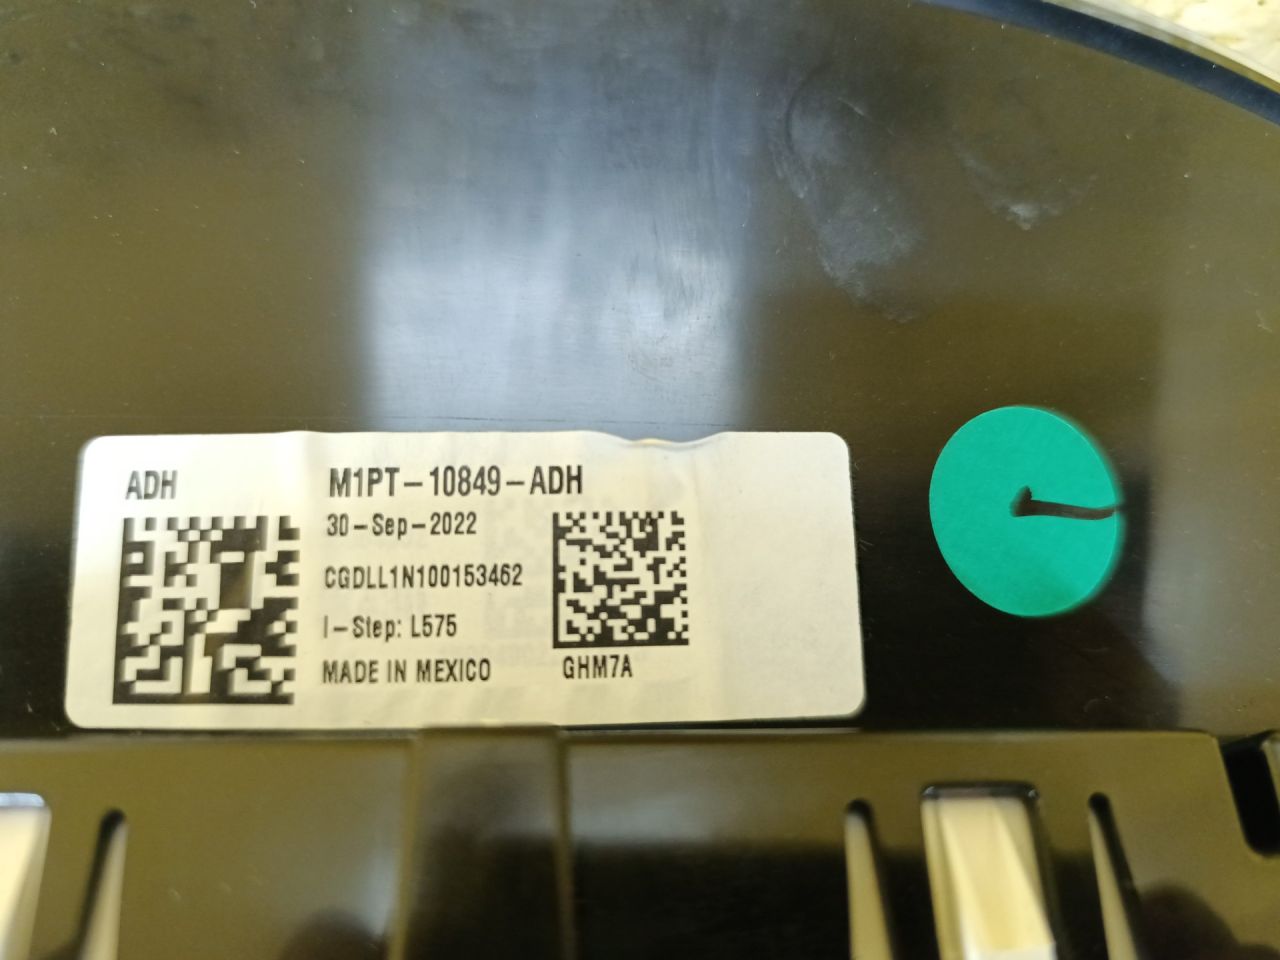 ADH M1PT-10849-ADH
30-Sep-2022
CGDLL1N100153462
I-Step: L575
MADE IN MEXICO GHM7A